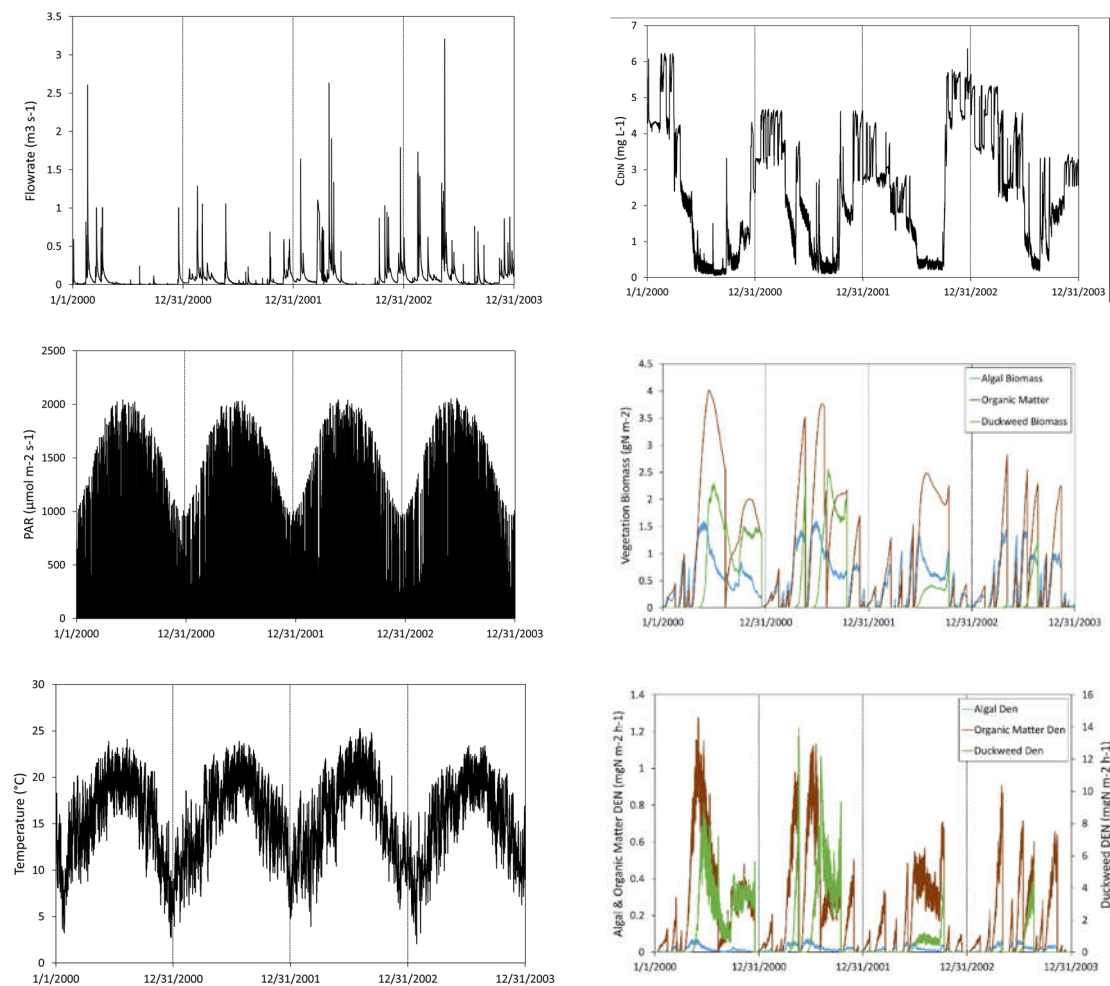 3.5
3
2.5
2
1.5
1
0.5
0
Flowrate (m3 s-1)
1/1/2000 12/31/2000 12/31/2001 12/31/2002 12/31/2003
7
6
5
4
3
2
1
0
CDIN (mg L-1)
1/1/2000 12/31/2000 12/31/2001 12/31/2002 12/31/2003
2500
2000
1500
1000
500
0
PAR (μmol m-2 s-1)
1/1/2000 12/31/2000 12/31/2001 12/31/2002 12/31/2003
4.5
4
3.5
3
2.5
2
1.5
1
0.5
0
Vegetation Biomass (gN m-2)
Algal Biomass
Organic Matter
Duckweed Biomass
1/1/2000 12/31/2000 12/31/2001 12/31/2002 12/31/2003
30
25
20
15
10
5
0
Temperature (°C)
1/1/2000 12/31/2000 12/31/2001 12/31/2002 12/31/2003
1.4
1.2
1
0.8
0.6
0.4
0.2
0
Algal & Organic Matter DEN (mgN m-2 h-1)
Algal Den
Organic Matter Den
Duckweed Den
16
14
12
10
8
6
4
2
0
Duckweed DEN (mgN m-2 h-1)
1/1/2000 12/31/2000 12/31/2001 12/31/2002 12/31/2003